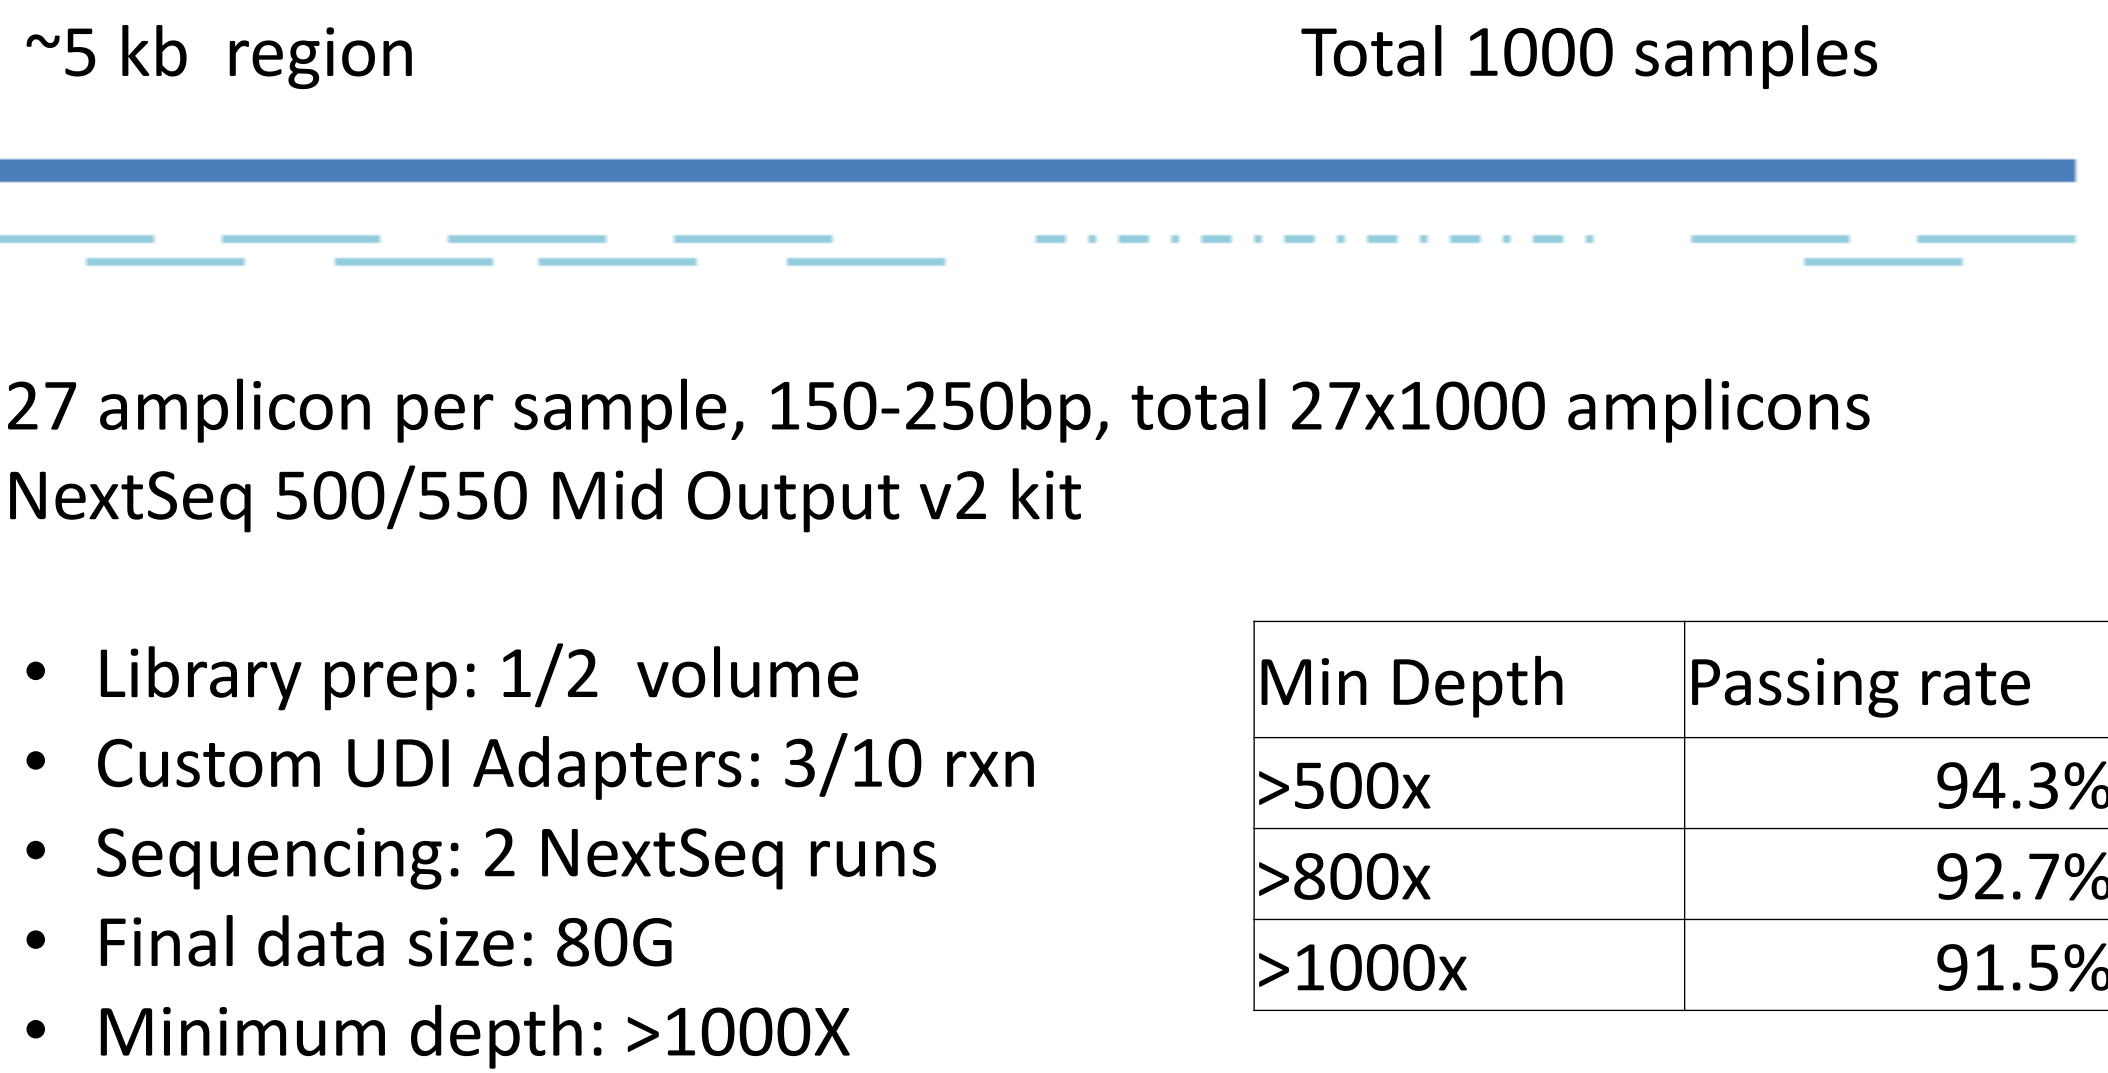 ~5 kb  region
Total 1000 samples
27 amplicon per sample, 150-250bp, total 27x1000 amplicons
NextSeq 500/550 Mid Output v2 kit
• Library prep: 1/2  volume
• Custom UDI Adapters: 3/10 rxn
• Sequencing: 2 NextSeq runs
• Final data size: 80G
• Minimum depth: >1000X
Min Depth Passing rate
>500x 94.3%
>800x 92.7%
>1000x 91.5%